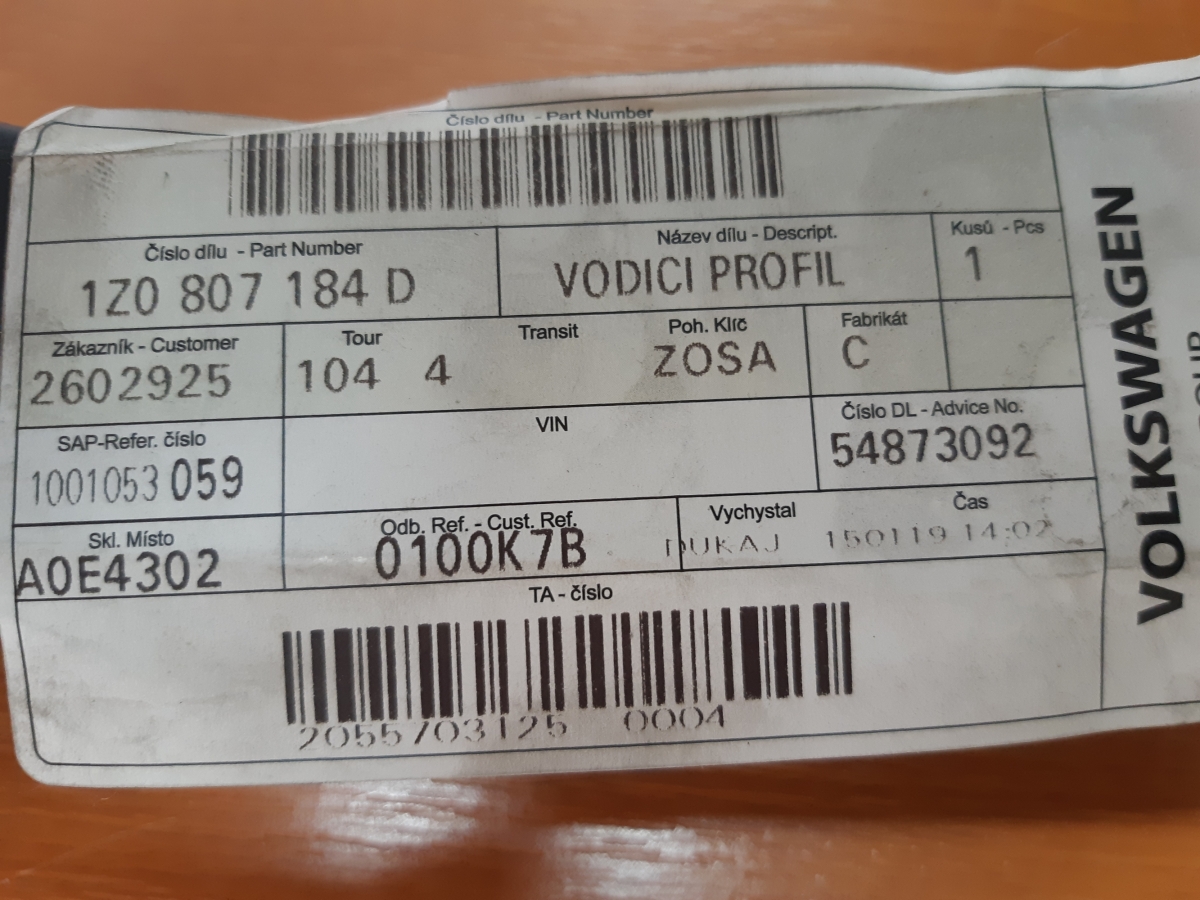 Číslo dílu - Part Number
Číslo dílu - Part Number
1Z0 807 184 D
Název dílu - Descript.
VODICI PROFIL
Kusů - Pcs
1
Zákazník - Customer
2602925
Tour
104 4
Transit
Poh. Klíč
ZOSA
Fabrikát
C
SAP-Refer. číslo
1001053 059
VIN
Číslo DL - Advice No.
54873092
Skl. Místo
A0E4302
Odb. Ref. - Cust. Ref.
0100K7B
Vychystal
DUKAJ
Čas
150119 14:02
TA - číslo
2055703125 0004
VOLKSWAGEN